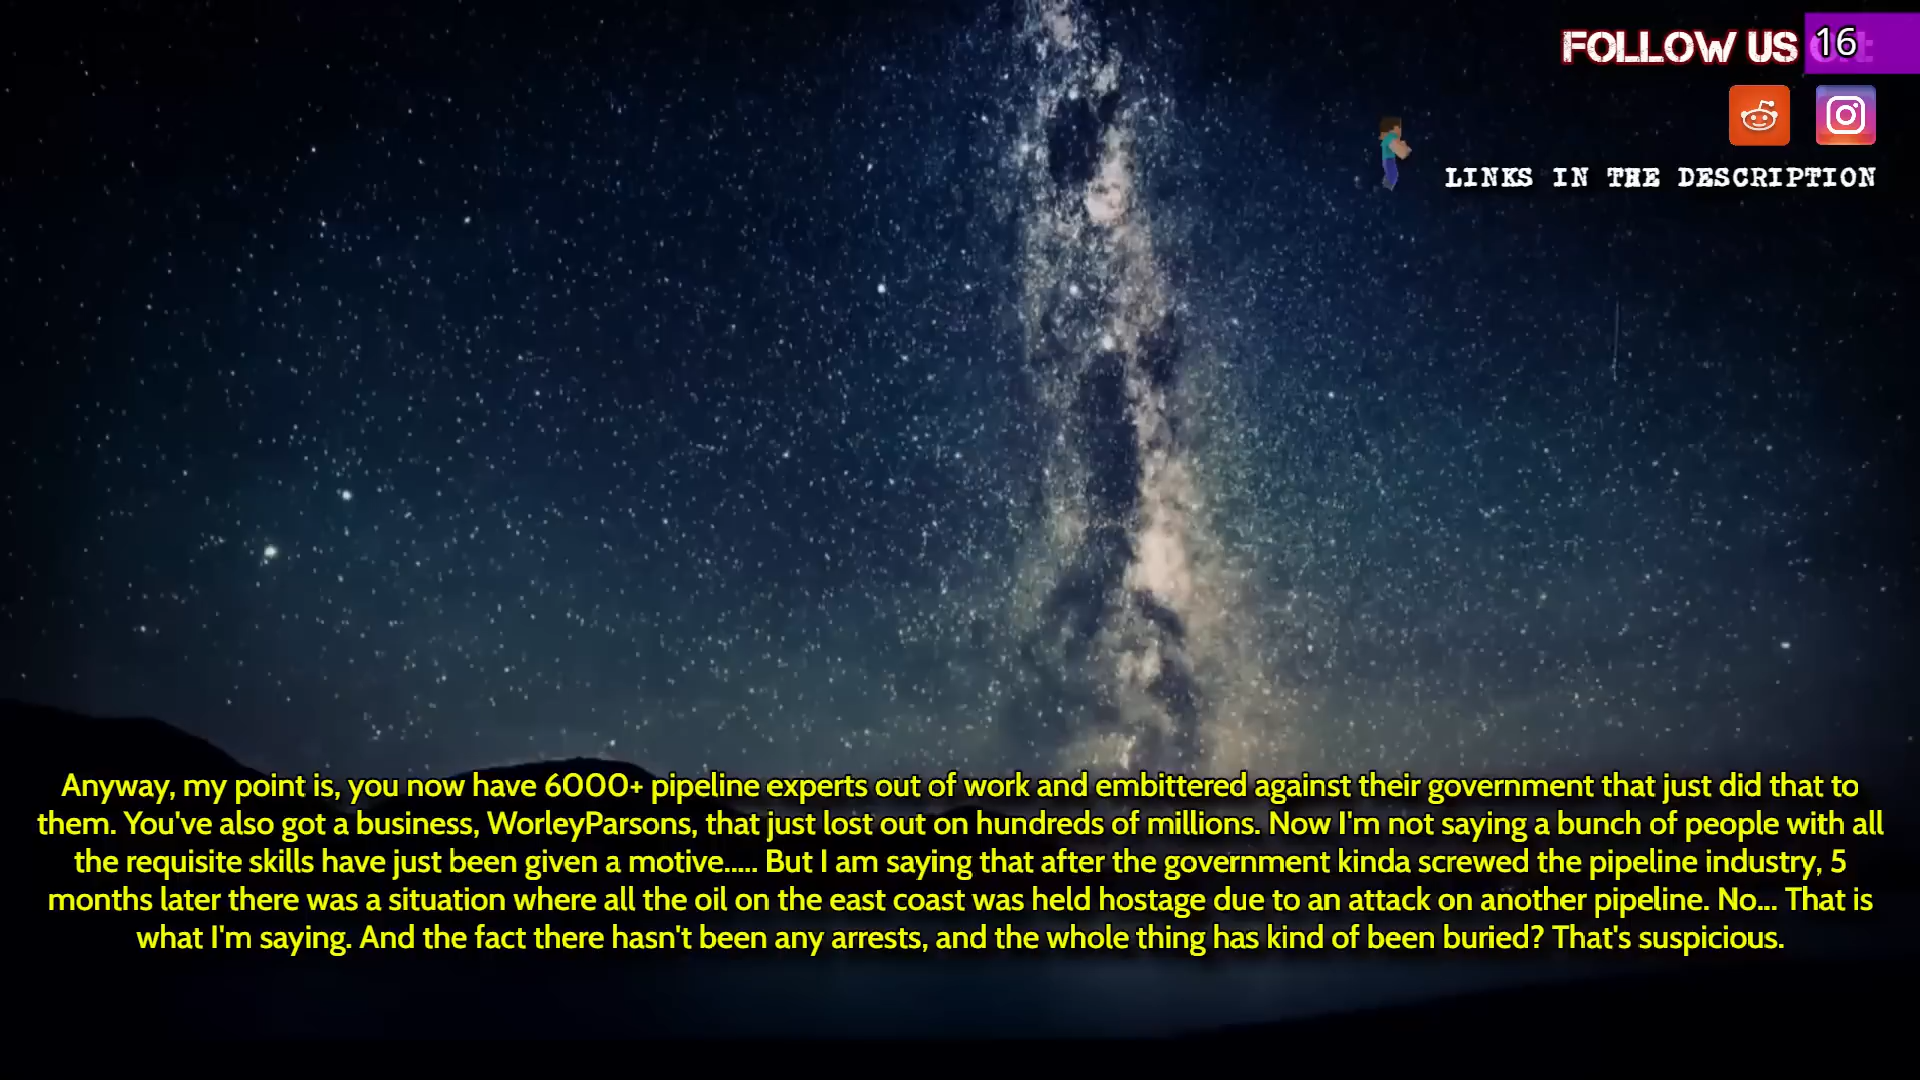 FOLLOW US
16
LINKS IN THE DESCRIPTION
Anyway, my point is, you now have 6000+ pipeline experts out of work and embittered against their government that just did that to
them. You've also got a business, WorleyParsons, that just lost out on hundreds of millions. Now I'm not saying a bunch of people with all
the requisite skills have just been given a motive..... But I am saying that after the government kinda screwed the pipeline industry, 5
months later there was a situation where all the oil on the east coast was held hostage due to an attack on another pipeline. No... That is
what I'm saying. And the fact there hasn't been any arrests, and the whole thing has kind of been buried? That's suspicious.